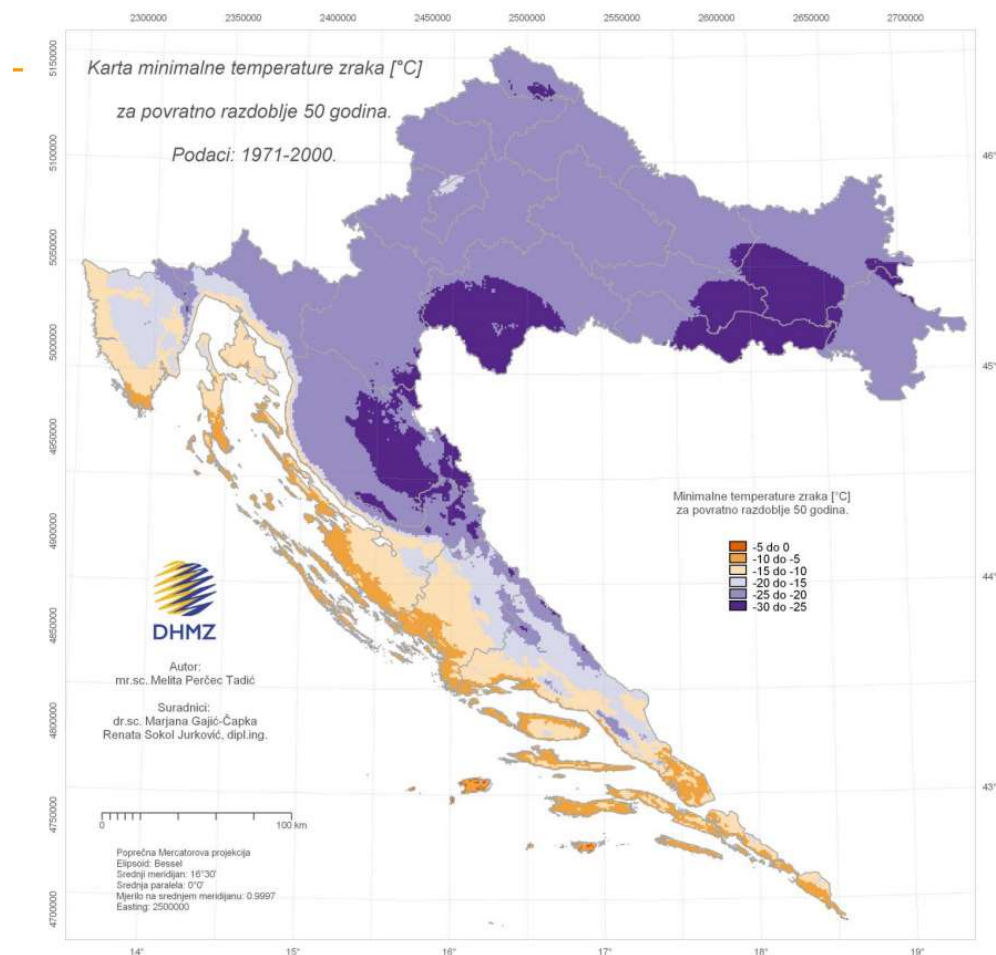 2300000 2350000 2400000 2450000 2500000 2550000 2600000 2650000 2700000
Karta minimalne temperature zraka [°C]
za povratno razdoblje 50 godina.
Podaci: 1971-2000.
5150000
5100000
5050000
5000000
4950000
4900000
4850000
4800000
4750000
4700000
46°
45°
44°
43°
Minimalne temperature zraka [°C]
za povratno razdoblje 50 godina.
-5 do 0
-10 do -5
-15 do -10
-20 do -15
-25 do -20
-30 do -25
DHMZ
Autor:
mr.sc. Melita Perčec Tadić
Suradnici:
dr.sc. Marjana Gajić-Čapka
Renata Sokol Jurković, dipl.ing.
0 100 km
Poprečna Mercatorova projekcija
Elipsoid: Bessel
Srednji meridijan: 16°30'
Srednja paralela: 0°0'
Mjerilo na srednjem meridijanu: 0.9997
Easting: 2500000
14° 15° 16° 17° 18° 19°